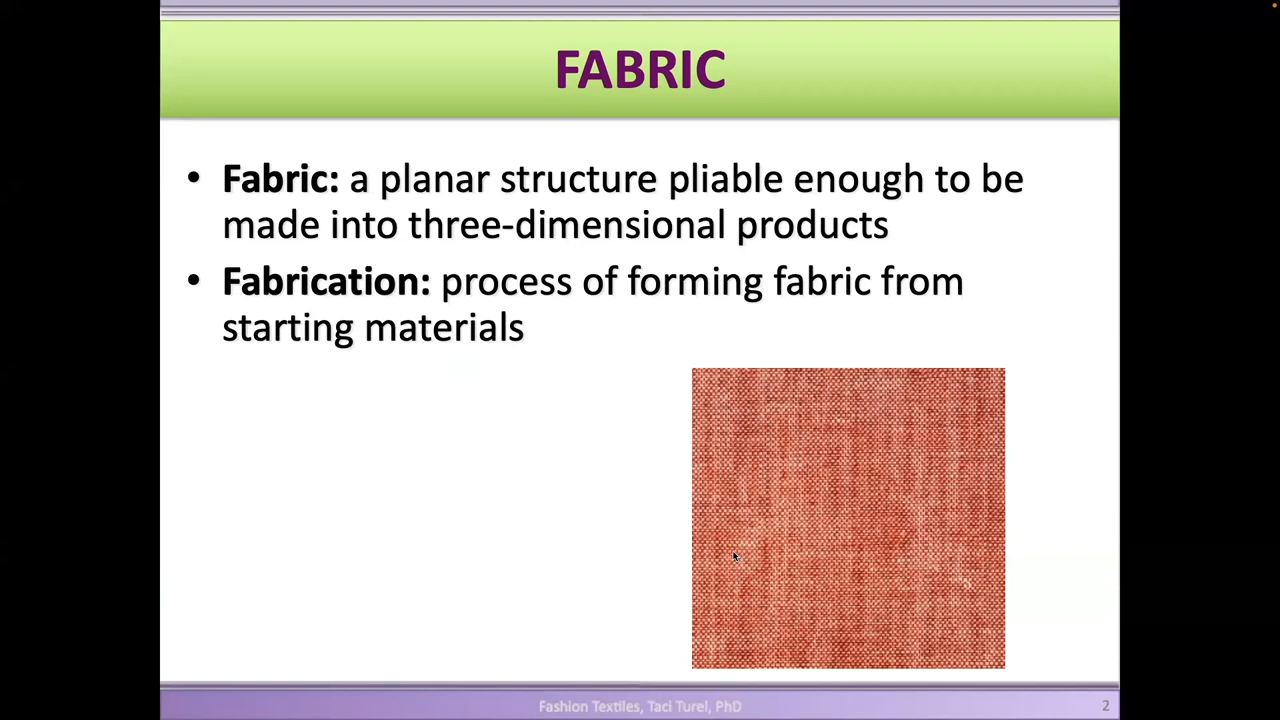 FABRIC
• Fabric: a planar structure pliable enough to be
made into three-dimensional products
• Fabrication: process of forming fabric from
starting materials
Fashion Textiles, Taci Turel, PhD
2